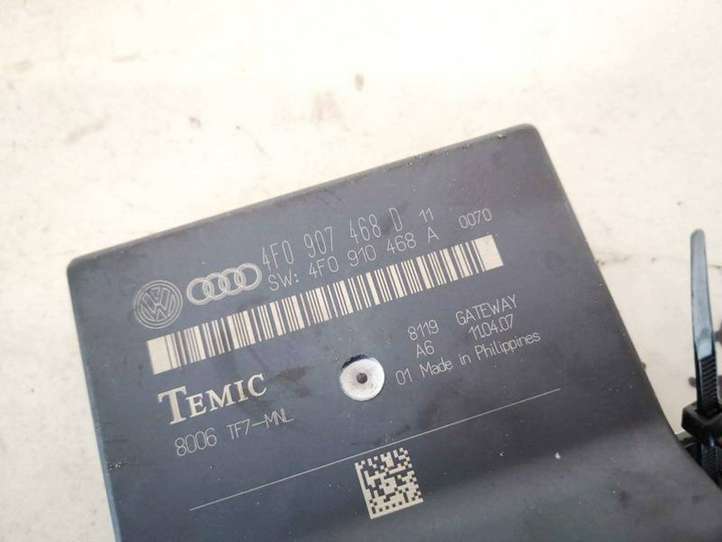 4F0 907 468 D 11
SW: 4F0 910 468 A 0070
8119 GATEWAY
A6 11.04.07
01 Made in Philippines
TEMIC
8006 TF7-MNL